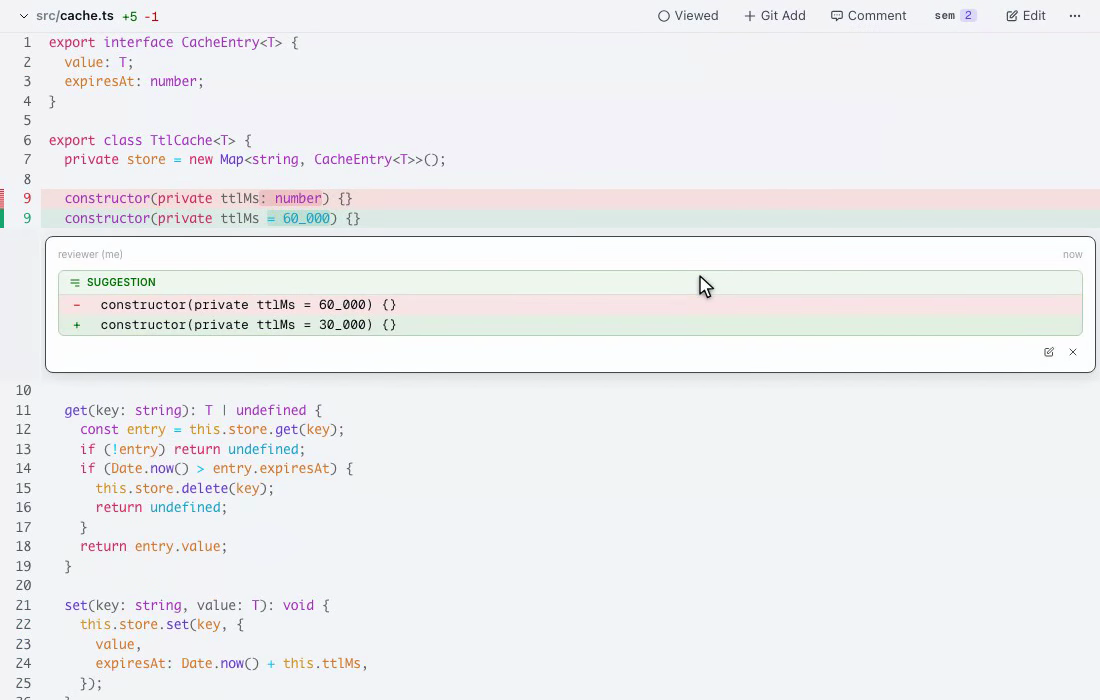 src/cache.ts +5 -1 Viewed Git Add Comment sem 2 Edit ...
1 export interface CacheEntry<T> {
2   value: T;
3   expiresAt: number;
4 }
5
6 export class TtlCache<T> {
7   private store = new Map<string, CacheEntry<T>>();
8
9   constructor(private ttlMs: number) {}
9   constructor(private ttlMs = 60_000) {}
reviewer (me) now
SUGGESTION
-   constructor(private ttlMs = 60_000) {}
+   constructor(private ttlMs = 30_000) {}
10
11   get(key: string): T | undefined {
12     const entry = this.store.get(key);
13     if (!entry) return undefined;
14     if (Date.now() > entry.expiresAt) {
15       this.store.delete(key);
16       return undefined;
17     }
18     return entry.value;
19   }
20
21   set(key: string, value: T): void {
22     this.store.set(key, {
23       value,
24       expiresAt: Date.now() + this.ttlMs,
25     });